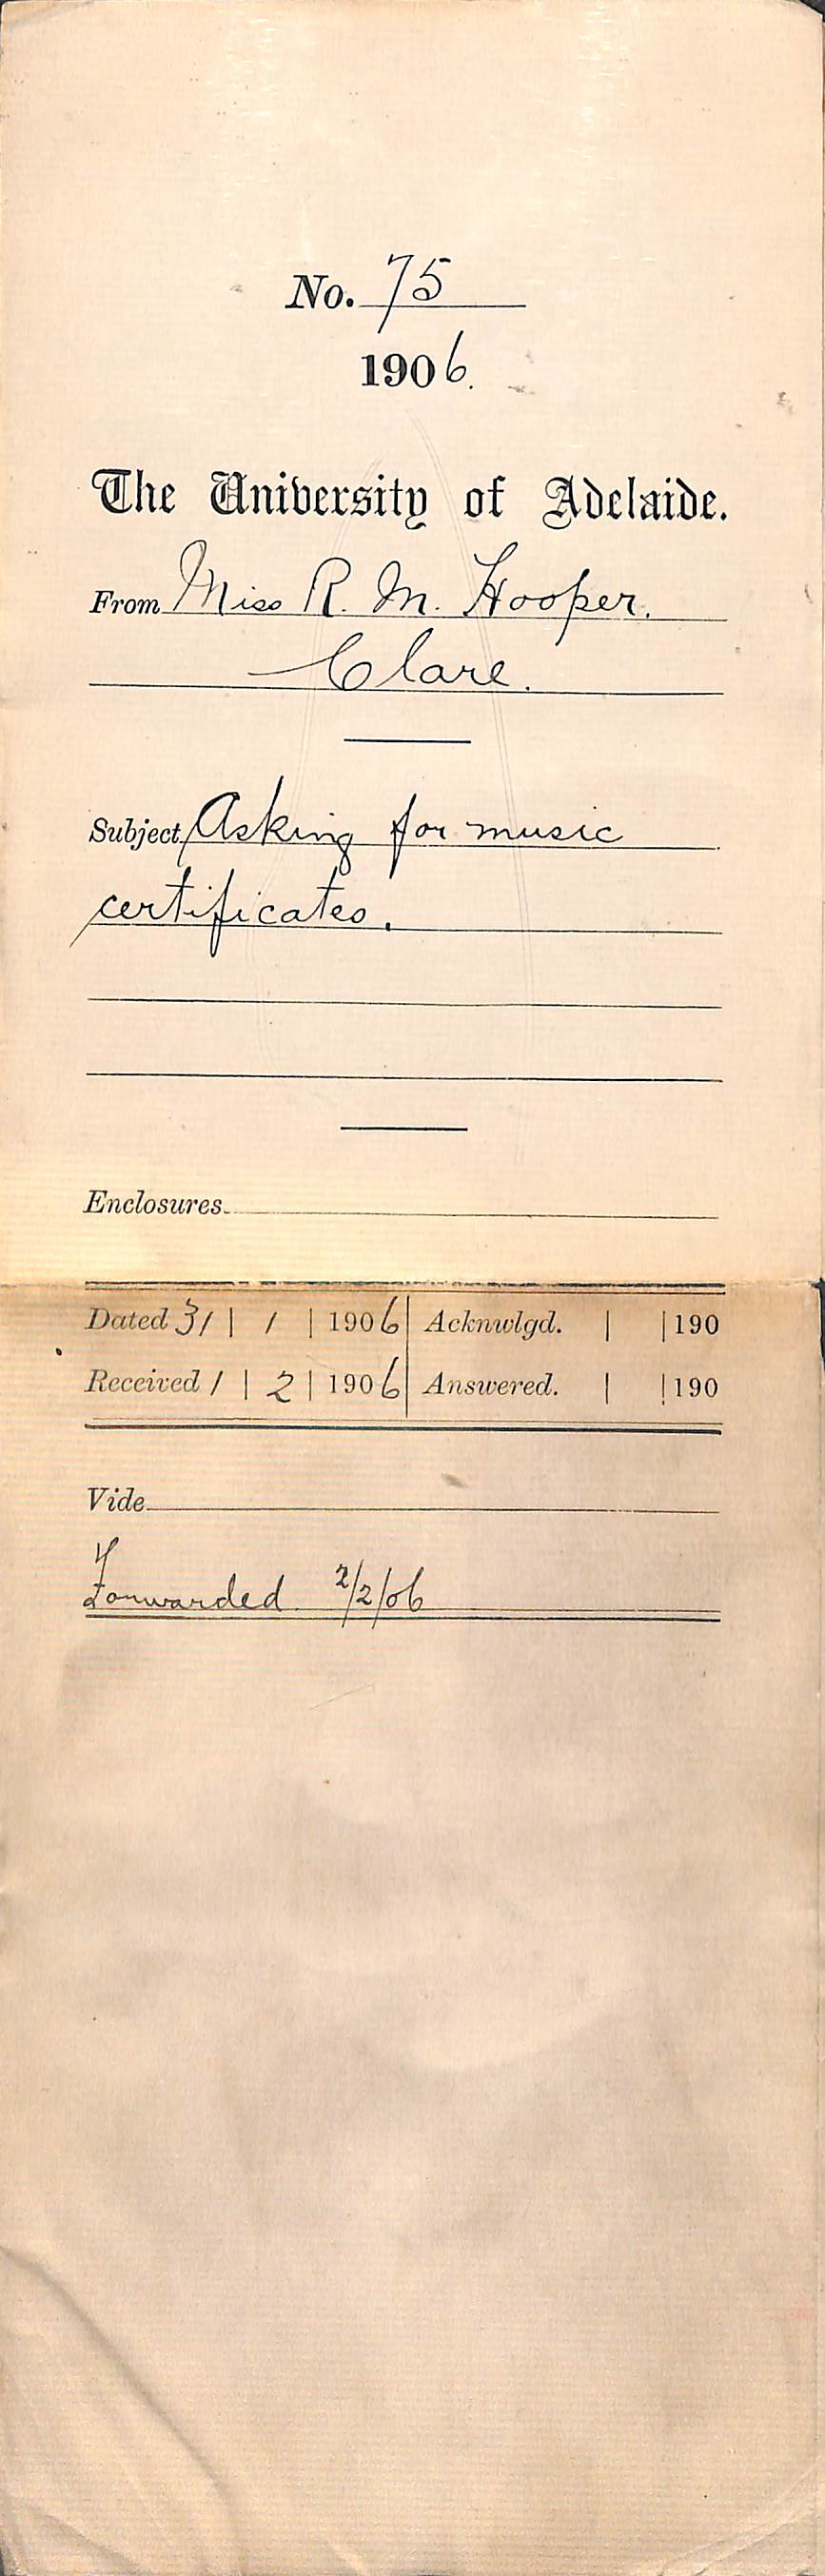 No. 75
1906.
The University of Adelaide.
From Miss R. M. Hooper.
Clare.
Subject Asking for music
certificates.
Enclosures
Dated 31 | 1 | 1906 | Acknwlgd. | | 190
Received 1 | 2 | 1906 | Answered. | | 190
Vide
Forwarded 2/2/06